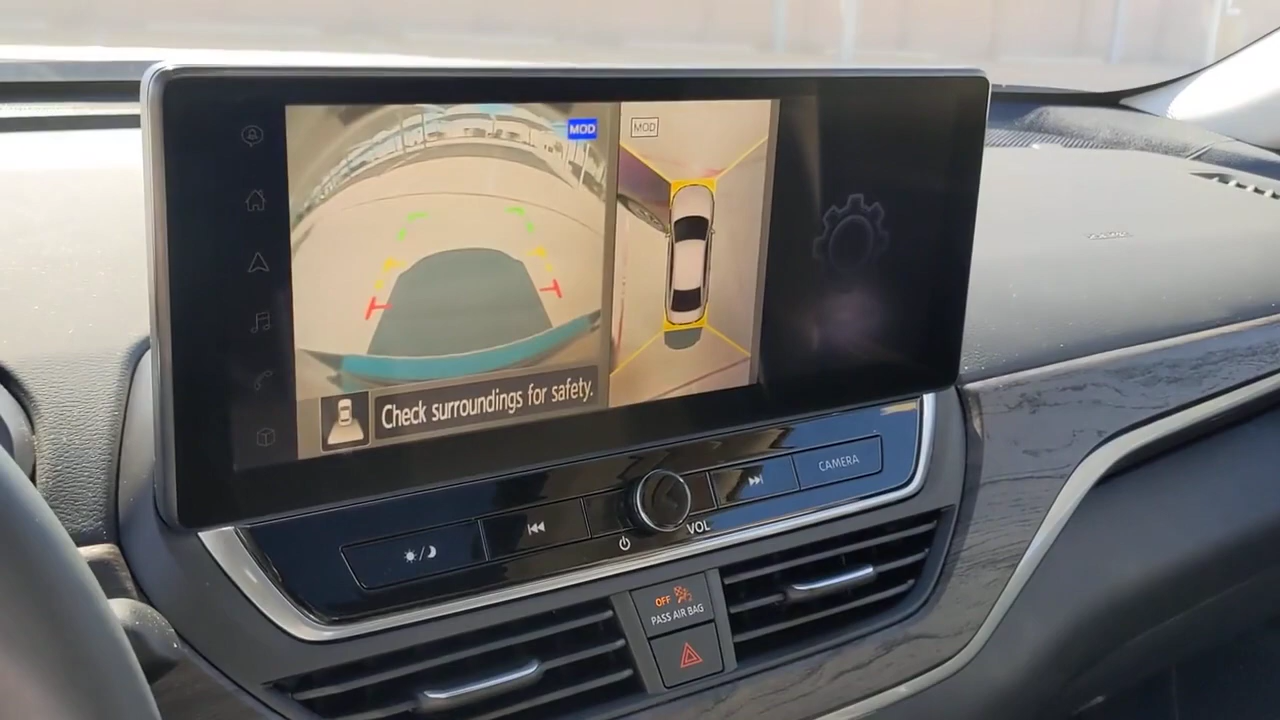 MOD
MOD
Check surroundings for safety.
CAMERA
VOL
OFF
PASS AIR BAG